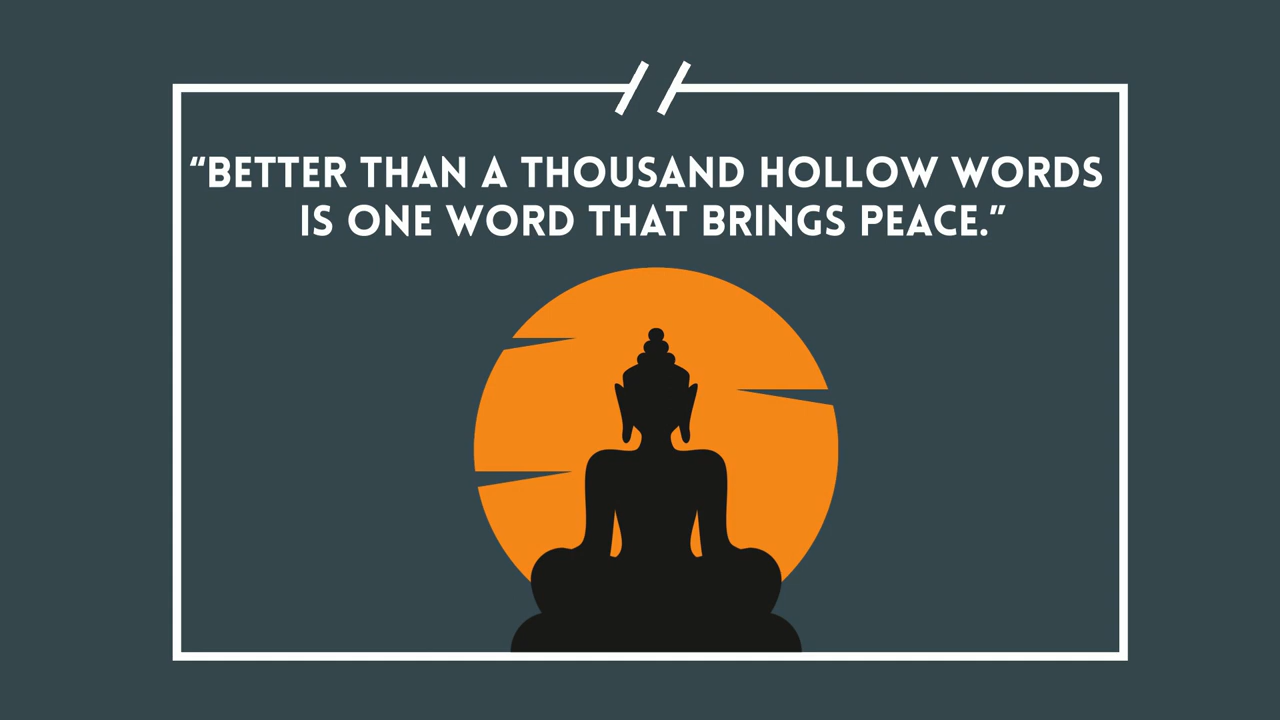 “BETTER THAN A THOUSAND HOLLOW WORDS
IS ONE WORD THAT BRINGS PEACE.”